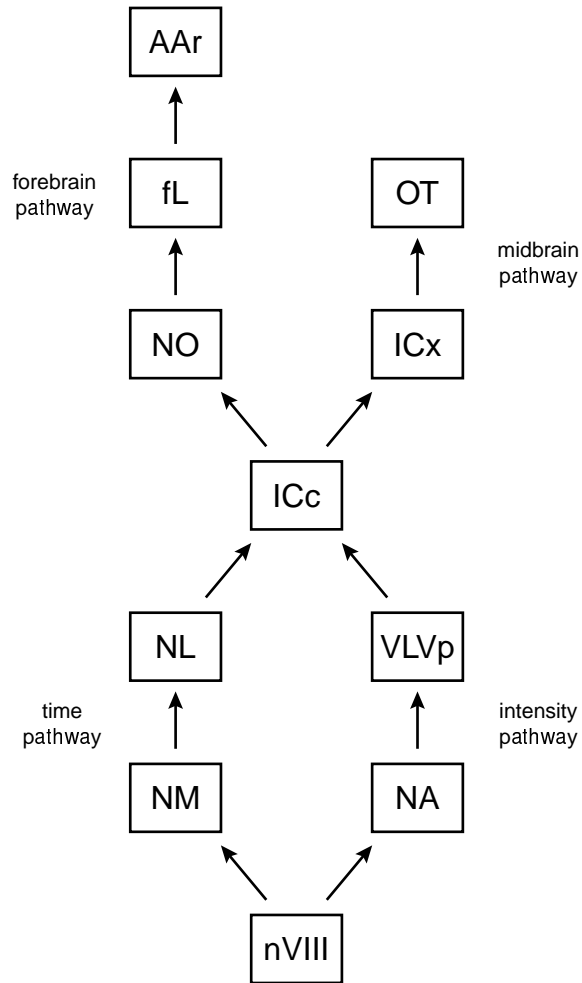 AAr
forebrain
pathway
fL
OT
midbrain
pathway
NO
ICx
ICc
NL
VLVp
time
pathway
intensity
pathway
NM
NA
nVIII